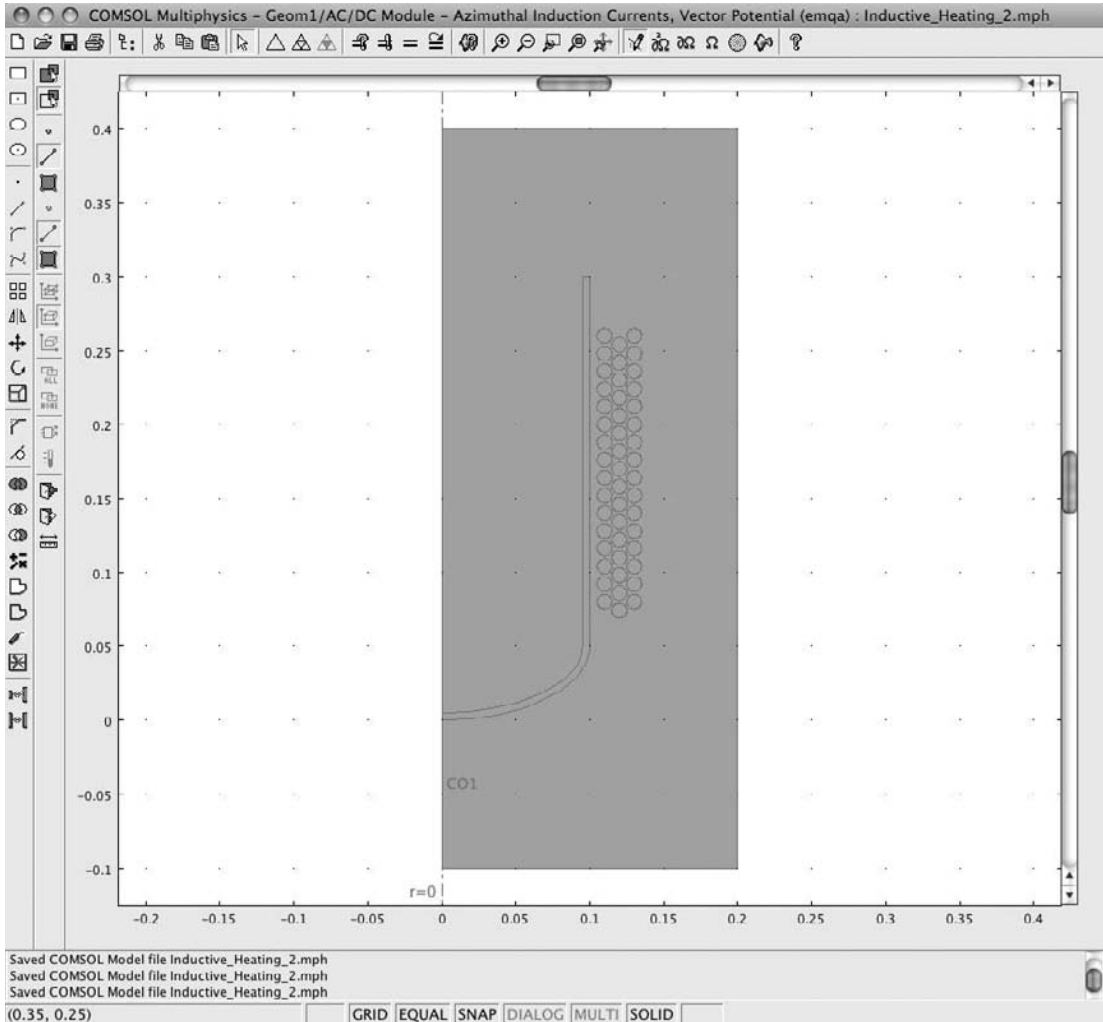 COMSOL Multiphysics – Geom1/AC/DC Module – Azimuthal Induction Currents, Vector Potential (emqa) : Inductive_Heating_2.mph
ALL
NONE
0.4
0.35
0.3
0.25
0.2
0.15
0.1
0.05
0
-0.05
-0.1
CO1
r=0
-0.2 -0.15 -0.1 -0.05 0 0.05 0.1 0.15 0.2 0.25 0.3 0.35 0.4
Saved COMSOL Model file Inductive_Heating_2.mph
Saved COMSOL Model file Inductive_Heating_2.mph
Saved COMSOL Model file Inductive_Heating_2.mph
(0.35, 0.25) GRID EQUAL SNAP DIALOG MULTI SOLID